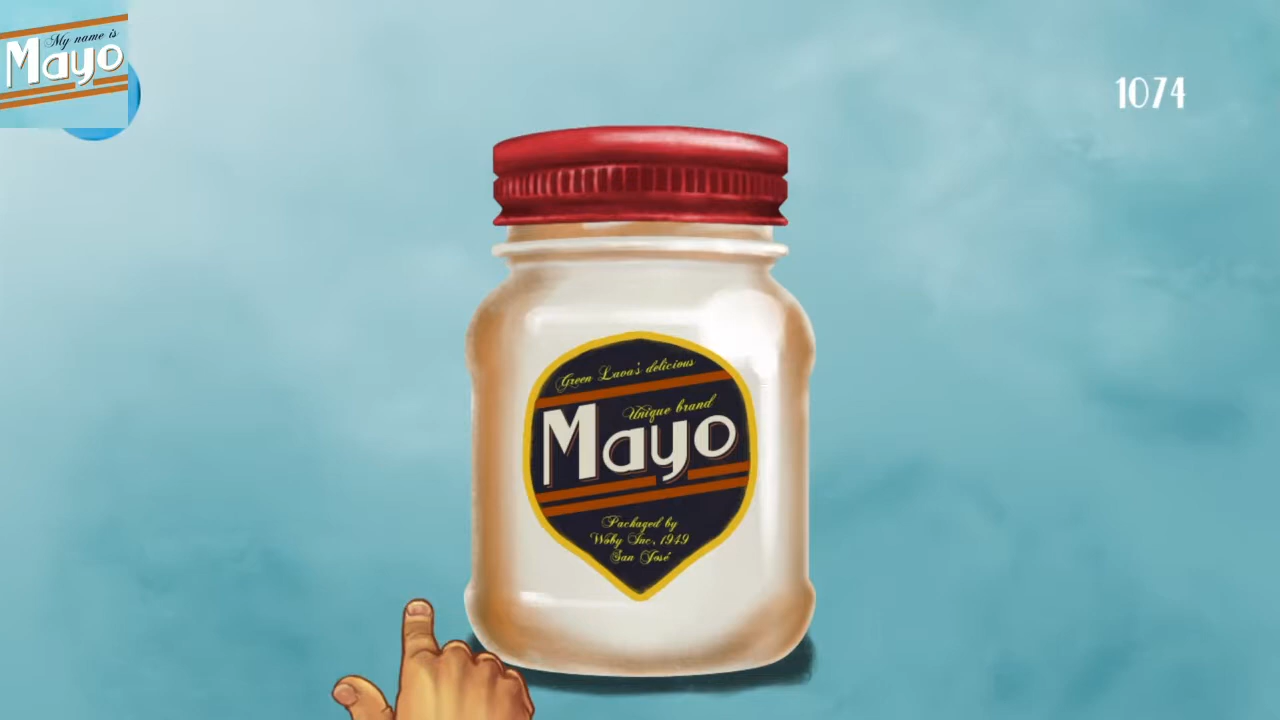 My name is
Mayo
1074
Green Lava's delicious
Unique brand
Mayo
Packaged by
Woby Inc, 1949
San José